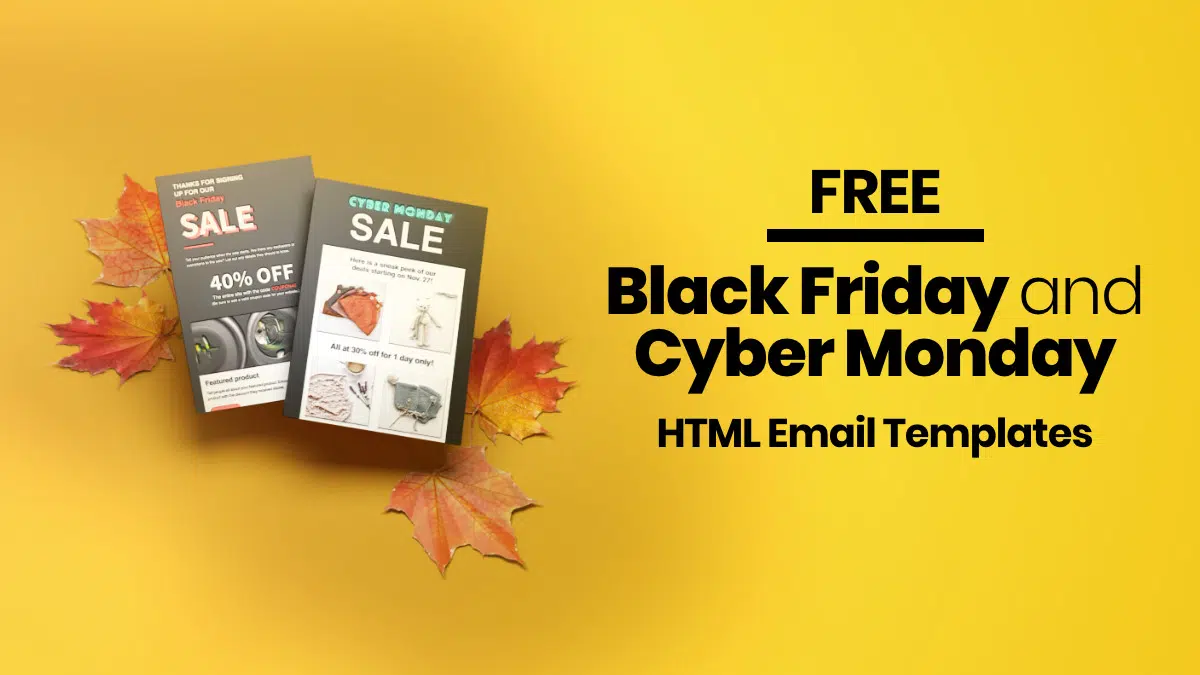 THANKS FOR SIGNING
UP FOR OUR
Black Friday
SALE
40% OFF
Featured product
CYBER MONDAY
SALE
Here is a sneak peek of our
deals starting on Nov. 27!
All at 30% off for 1 day only!
FREE
Black Friday and
Cyber Monday
HTML Email Templates